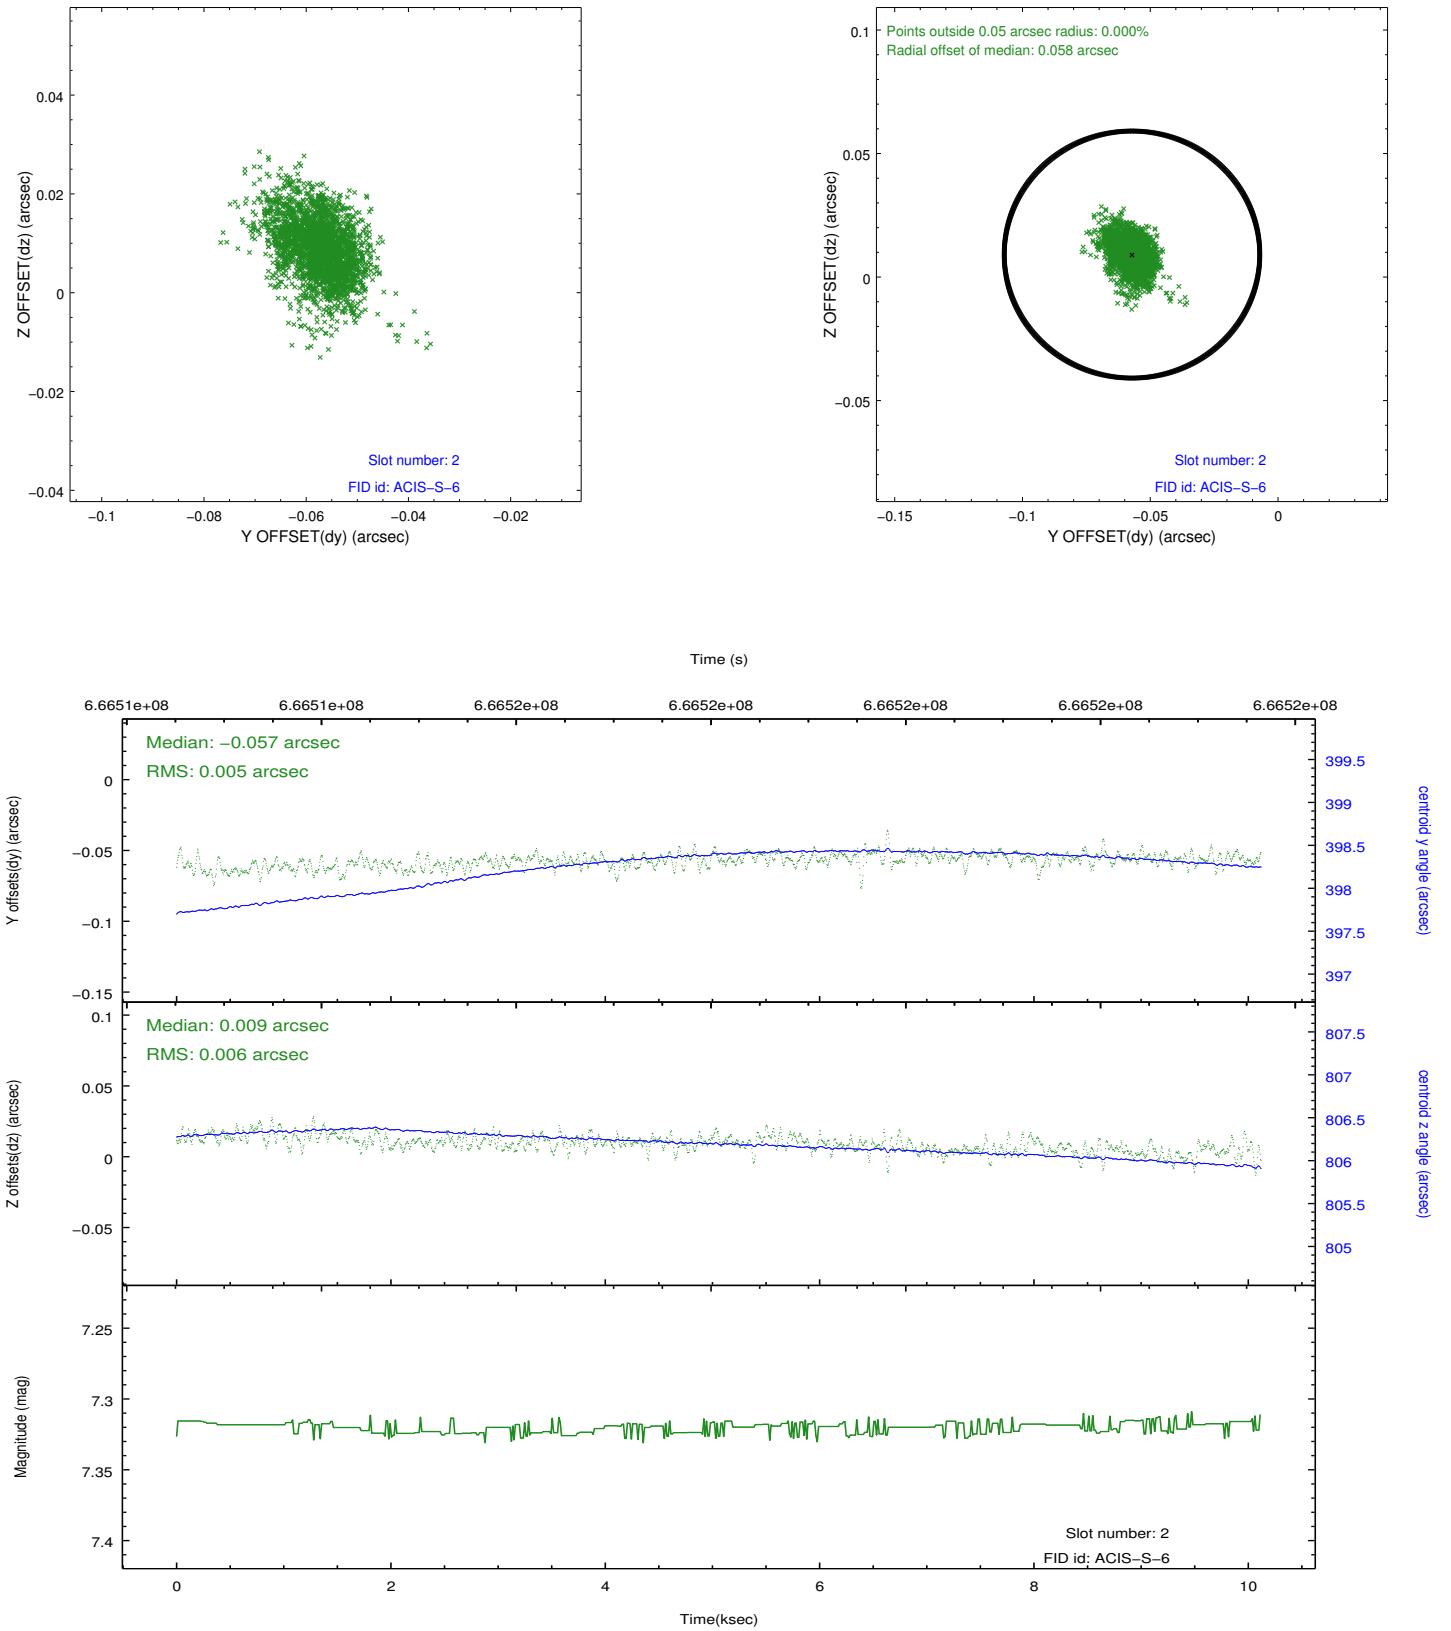 0.04
0.02
0
−0.02
−0.04
Z OFFSET(dz) (arcsec)
Slot number: 2
FID id: ACIS−S−6
−0.1 −0.08 −0.06 −0.04 −0.02
Y OFFSET(dy) (arcsec)
Points outside 0.05 arcsec radius: 0.000%
Radial offset of median: 0.058 arcsec
0.1
0.05
0
−0.05
Z OFFSET(dz) (arcsec)
Slot number: 2
FID id: ACIS−S−6
−0.15 −0.1 −0.05 0
Y OFFSET(dy) (arcsec)
Time (s)
6.6651e+08 6.6651e+08 6.6652e+08 6.6652e+08 6.6652e+08 6.6652e+08 6.6652e+08
Median: −0.057 arcsec
RMS: 0.005 arcsec
0
−0.05
−0.1
−0.15
Y offsets(dy) (arcsec)
399.5
399
398.5
398
397.5
397
centroid y angle (arcsec)
Median: 0.009 arcsec
RMS: 0.006 arcsec
0.1
0.05
0
−0.05
Z offsets(dz) (arcsec)
807.5
807
806.5
806
805.5
805
centroid z angle (arcsec)
7.25
7.3
7.35
7.4
Magnitude (mag)
Slot number: 2
FID id: ACIS−S−6
0 2 4 6 8 10
Time(ksec)